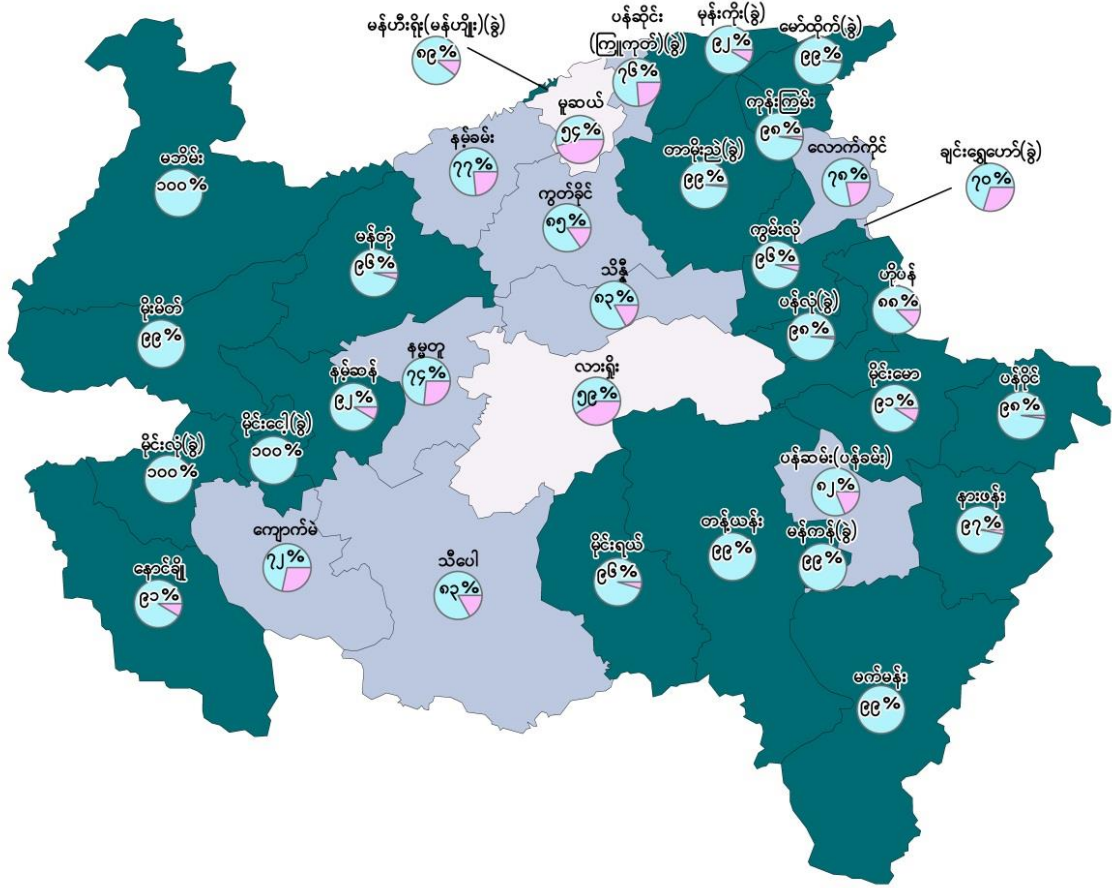 မန်ဟီးရိုး(မန်ဟျိုး)(ခွဲ)
၈၉%
ပန်ဆိုင်း
(ကြူကုတ်)(ခွဲ)
၇၆%
မုန်းကိုး(ခွဲ)
၉၂%
မော်ထိုက်(ခွဲ)
၉၉%
မူဆယ်
၅၄%
ကုန်းကြမ်း
၉၈%
နမ့်ခမ်း
၇၇%
တာမိုးညဲ(ခွဲ)
၉၉%
လောက်ကိုင်
၇၈%
ချင်းရွှေဟော်(ခွဲ)
၇၀%
မဘိမ်း
၁၀၀%
ကွတ်ခိုင်
၈၅%
မန်တုံ
၉၆%
ကွမ်းလုံ
၉၆%
သိန္နီ
၈၃%
ဟိုပန်
၈၈%
ပန်လုံ(ခွဲ)
၉၈%
မိုးမိတ်
၉၉%
နမ္မတူ
၇၄%
လားရှိုး
၅၉%
နမ့်ဆန်
၉၂%
မိုင်းမော
၉၁%
ပန်ဝိုင်
၉၈%
မိုင်းငေါ့(ခွဲ)
၁၀၀%
မိုင်းလုံ(ခွဲ)
၁၀၀%
ပန်ဆမ်း(ပန်ခမ်း)
၈၂%
နားဖန်း
၉၇%
ကျောက်မဲ
၇၂%
တန့်ယန်း
၉၉%
မန်ကန်(ခွဲ)
၉၉%
မိုင်းရယ်
၉၆%
သီပေါ
၈၃%
နောင်ချို
၉၁%
မက်မန်း
၉၉%